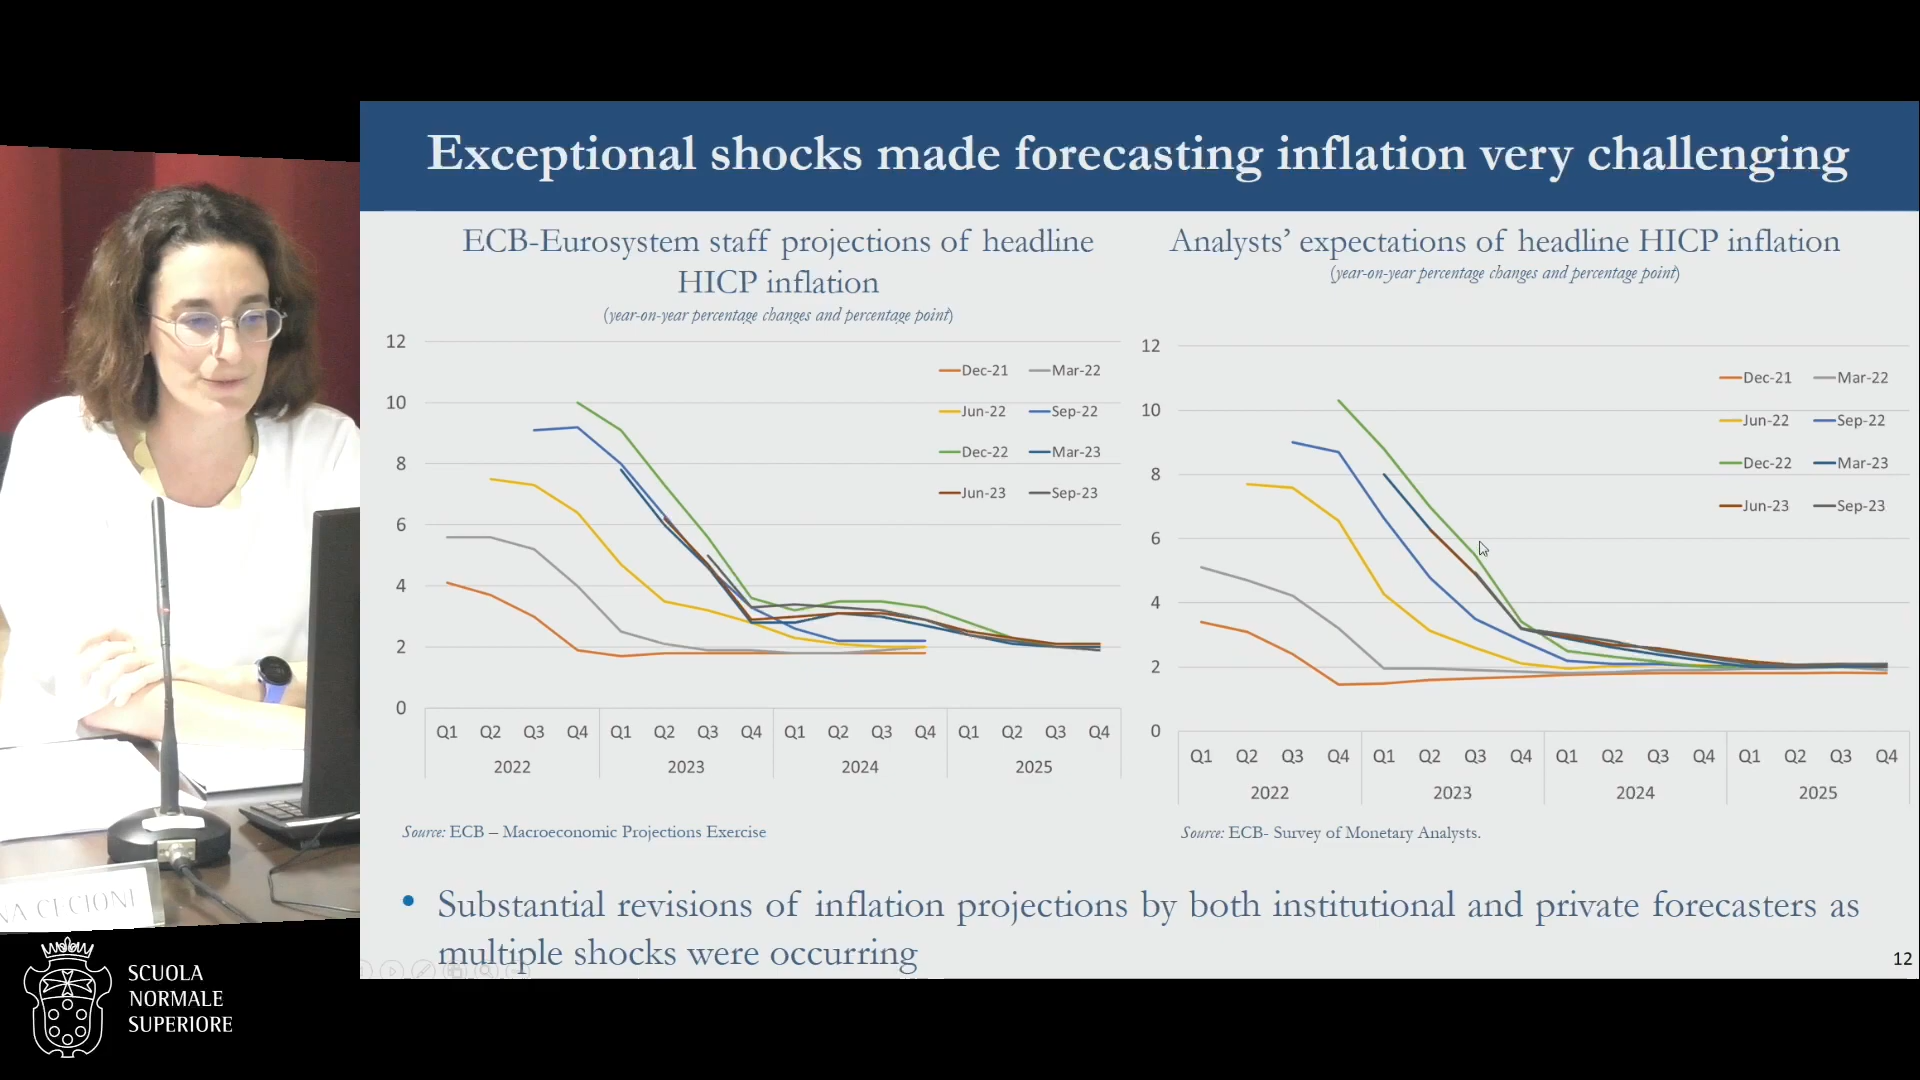 Exceptional shocks made forecasting inflation very challenging
ECB-Eurosystem staff projections of headline
HICP inflation
(year-on-year percentage changes and percentage point)
12
10
8
6
4
2
0
Dec-21 Mar-22
Jun-22 Sep-22
Dec-22 Mar-23
Jun-23 Sep-23
Q1 Q2 Q3 Q4 Q1 Q2 Q3 Q4 Q1 Q2 Q3 Q4 Q1 Q2 Q3 Q4
2022 2023 2024 2025
Source: ECB – Macroeconomic Projections Exercise
Analysts’ expectations of headline HICP inflation
(year-on-year percentage changes and percentage point)
12
10
8
6
4
2
0
Dec-21 Mar-22
Jun-22 Sep-22
Dec-22 Mar-23
Jun-23 Sep-23
Q1 Q2 Q3 Q4 Q1 Q2 Q3 Q4 Q1 Q2 Q3 Q4 Q1 Q2 Q3 Q4
2022 2023 2024 2025
Source: ECB- Survey of Monetary Analysts.
• Substantial revisions of inflation projections by both institutional and private forecasters as
multiple shocks were occurring
12
SCUOLA
NORMALE
SUPERIORE